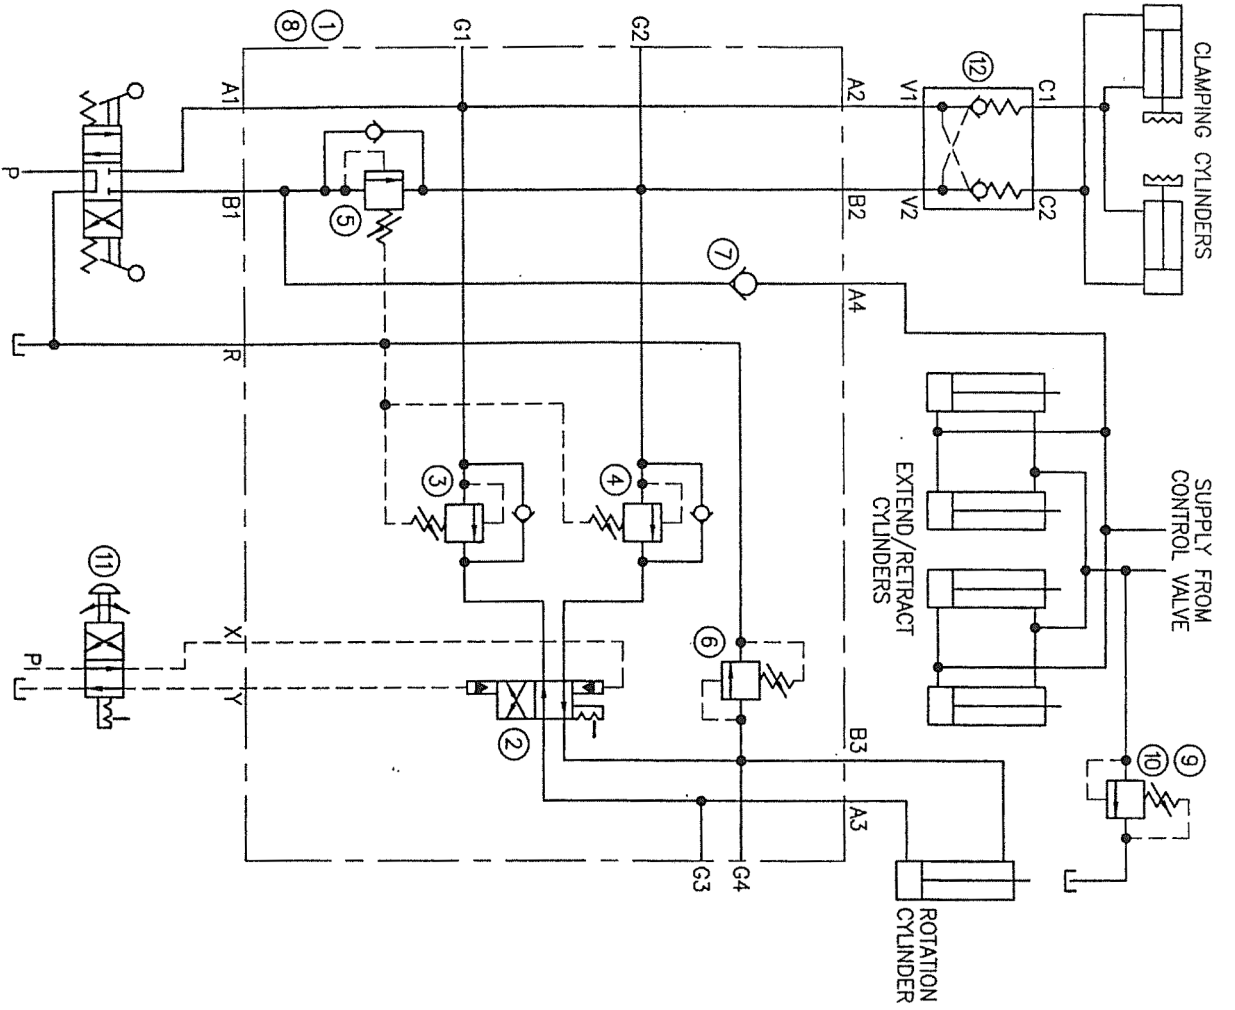 CLAMPING CYLINDERS
C1
C2
12
V1
V2
A2
B2
A4
7
G2
G1
1
8
A1
B1
5
P
R
SUPPLY FROM
CONTROL VALVE
EXTEND/RETRACT
CYLINDERS
4
3
6
11
X
Y
P
2
9
10
B3
A3
G4
G3
ROTATION
CYLINDER